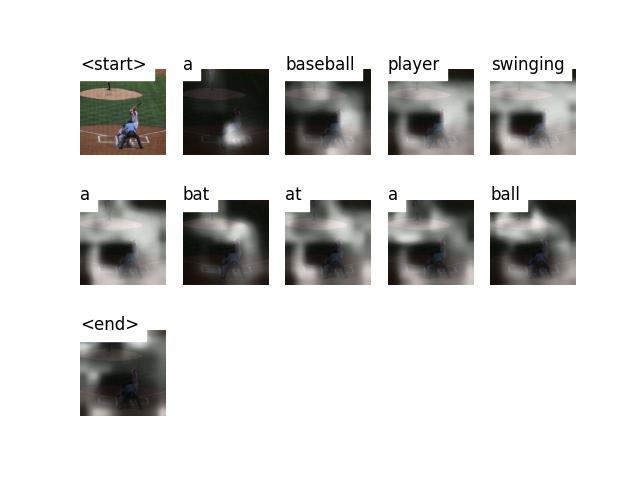 <start> a baseball player swinging
a bat at a ball
<end>